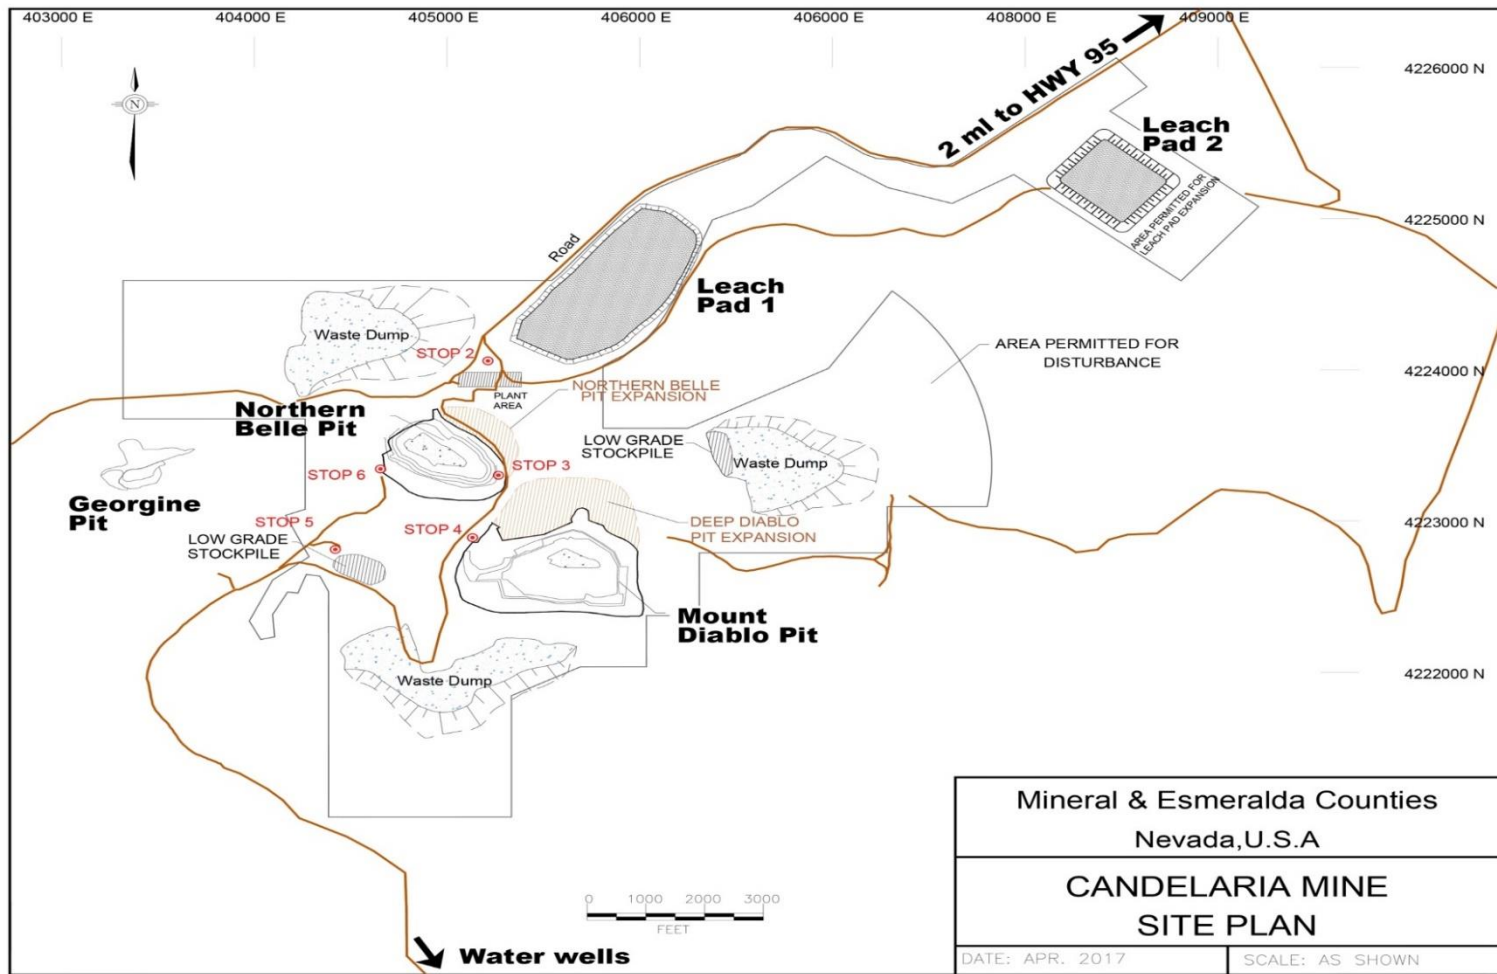 403000 E
404000 E
405000 E
406000 E
406000 E
408000 E
409000 E
4226000 N
4225000 N
4224000 N
4223000 N
4222000 N
N
2 ml to HWY 95
Leach
Pad 2
AREA PERMITTED FOR
LEACH PAD EXPANSION
Road
Leach
Pad 1
Waste Dump
STOP 2
PLANT
AREA
NORTHERN BELLE
PIT EXPANSION
AREA PERMITTED FOR
DISTURBANCE
Northern
Belle Pit
LOW GRADE
STOCKPILE
Waste Dump
STOP 6
STOP 3
Georgine
Pit
STOP 5
LOW GRADE
STOCKPILE
STOP 4
DEEP DIABLO
PIT EXPANSION
Mount
Diablo Pit
Waste Dump
0 1000 2000 3000
FEET
Water wells
Mineral & Esmeralda Counties
Nevada,U.S.A
CANDELARIA MINE
SITE PLAN
DATE: APR. 2017
SCALE: AS SHOWN